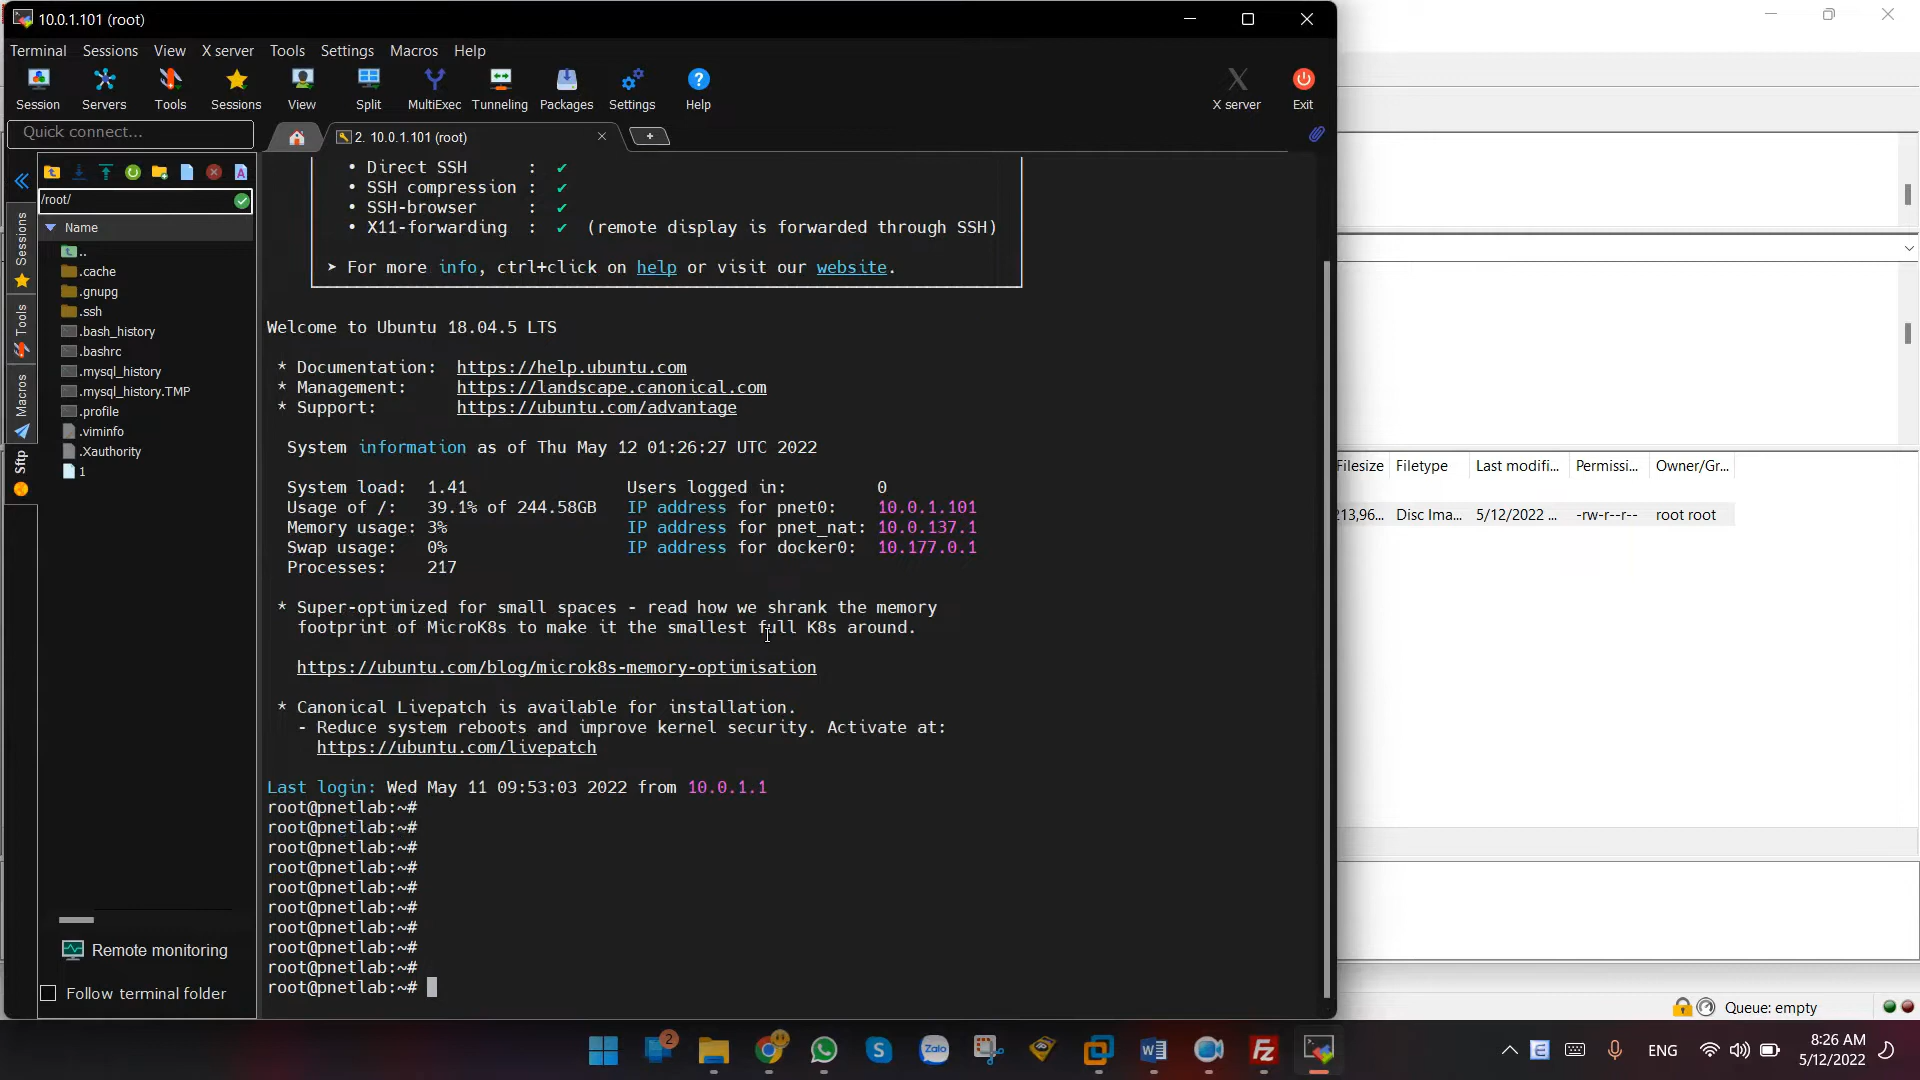 10.0.1.101 (root)
Terminal Sessions View X server Tools Settings Macros Help
Session Servers Tools Sessions View Split MultiExec Tunneling Packages Settings Help X server Exit
Quick connect...
2. 10.0.1.101 (root)
/root/
Name
..
.cache
.gnupg
.ssh
.bash_history
.bashrc
.mysql_history
.mysql_history.TMP
.profile
.viminfo
.Xauthority
1
Sessions
Tools
Macros
Sftp
Remote monitoring
Follow terminal folder
• Direct SSH : ✔
• SSH compression : ✔
• SSH-browser : ✔
• X11-forwarding : ✔ (remote display is forwarded through SSH)
➤ For more info, ctrl+click on help or visit our website.
Welcome to Ubuntu 18.04.5 LTS
* Documentation: https://help.ubuntu.com
* Management: https://landscape.canonical.com
* Support: https://ubuntu.com/advantage
System information as of Thu May 12 01:26:27 UTC 2022
System load: 1.41 Users logged in: 0
Usage of /: 39.1% of 244.58GB IP address for pnet0: 10.0.1.101
Memory usage: 3% IP address for pnet_nat: 10.0.137.1
Swap usage: 0% IP address for docker0: 10.177.0.1
Processes: 217
* Super-optimized for small spaces - read how we shrank the memory
footprint of MicroK8s to make it the smallest full K8s around.
https://ubuntu.com/blog/microk8s-memory-optimisation
* Canonical Livepatch is available for installation.
- Reduce system reboots and improve kernel security. Activate at:
https://ubuntu.com/livepatch
Last login: Wed May 11 09:53:03 2022 from 10.0.1.1
root@pnetlab:~#
root@pnetlab:~#
root@pnetlab:~#
root@pnetlab:~#
root@pnetlab:~#
root@pnetlab:~#
root@pnetlab:~#
root@pnetlab:~#
root@pnetlab:~#
root@pnetlab:~#
Filesize Filetype Last modifi... Permissi... Owner/Gr...
213,96... Disc Ima... 5/12/2022 ... -rw-r--r-- root root
Queue: empty
2
Zalo
ENG
8:26 AM
5/12/2022